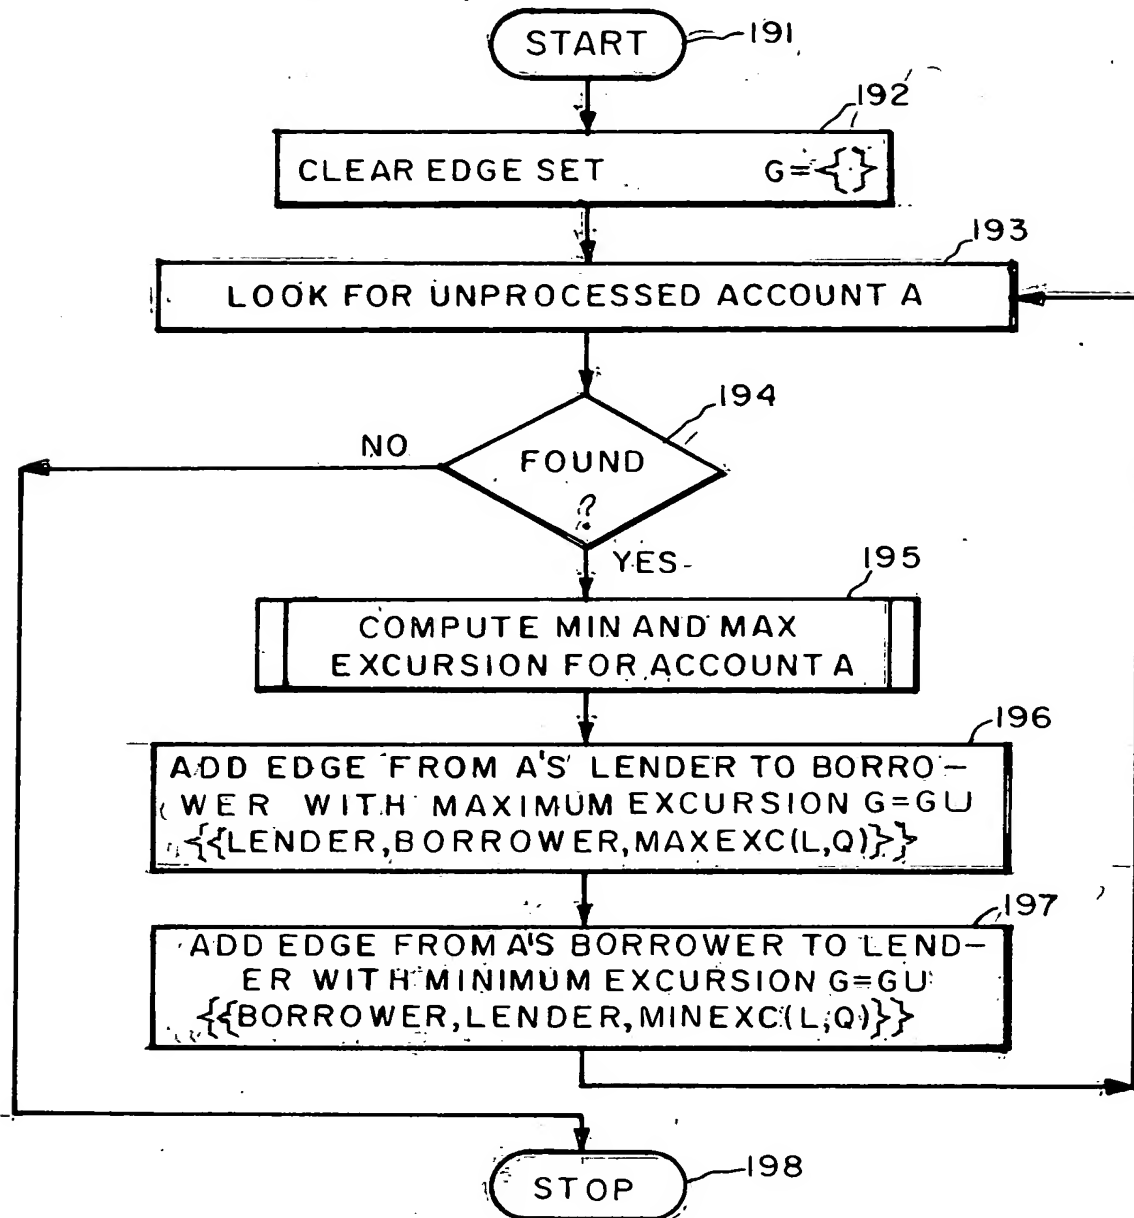 START
191
192
CLEAR EDGE SET G={}
193
LOOK FOR UNPROCESSED ACCOUNT A
194
NO
FOUND
?
YES
195
COMPUTE MIN AND MAX
EXCURSION FOR ACCOUNT A
196
ADD EDGE FROM A'S LENDER TO BORRO-
WER WITH MAXIMUM EXCURSION G=GU
{{LENDER,BORROWER,MAXEXC(L,Q)}}
197
ADD EDGE FROM A'S BORROWER TO LEND-
ER WITH MINIMUM EXCURSION G=GU
{{BORROWER,LENDER,MINEXC(L,Q)}}
STOP
198